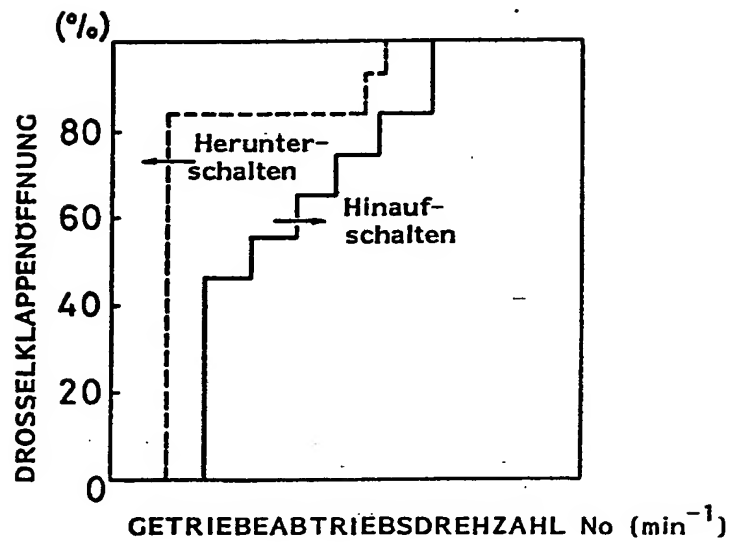 (%)
DROSSELKLAPPENÖFFNUNG
80
60
40
20
0
Herunter-
schalten
Hinauf-
schalten
GETRIEBEABTRIEBSDREHZAHL No (min⁻¹)